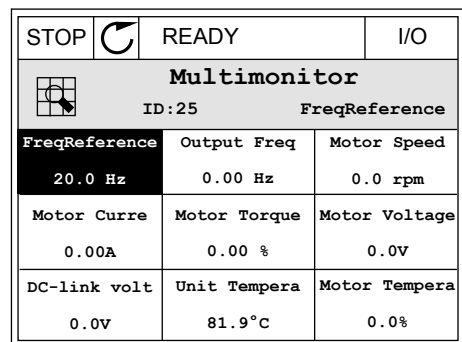 STOP READY I/O
Multimonitor
ID:25 FreqReference
FreqReference Output Freq Motor Speed
20.0 Hz 0.00 Hz 0.0 rpm
Motor Curre Motor Torque Motor Voltage
0.00A 0.00 % 0.0V
DC-link volt Unit Tempera Motor Tempera
0.0V 81.9°C 0.0%